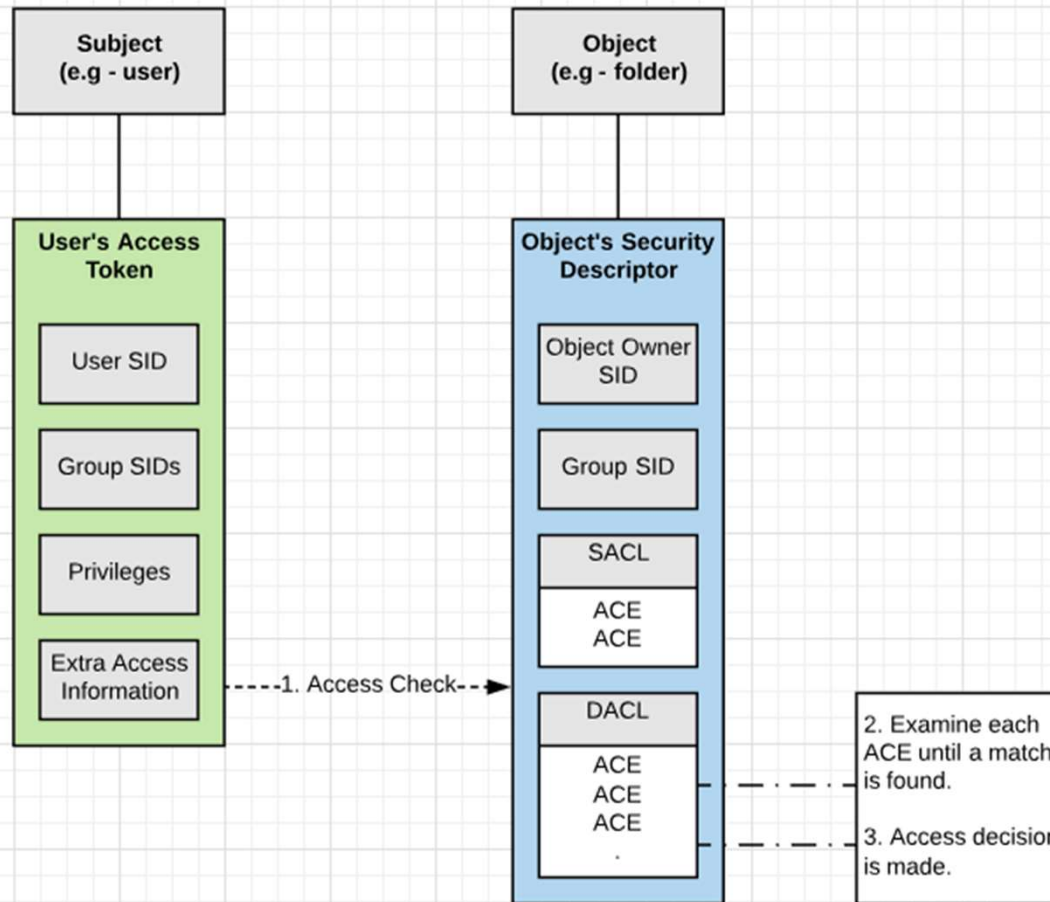 Subject
(e.g - user)
Object
(e.g - folder)
User's Access
Token
User SID
Group SIDs
Privileges
Extra Access
Information
1. Access Check
Object's Security
Descriptor
Object Owner
SID
Group SID
SACL
ACE
ACE
DACL
ACE
ACE
ACE
.
2. Examine each
ACE until a match
is found.
3. Access decision
is made.